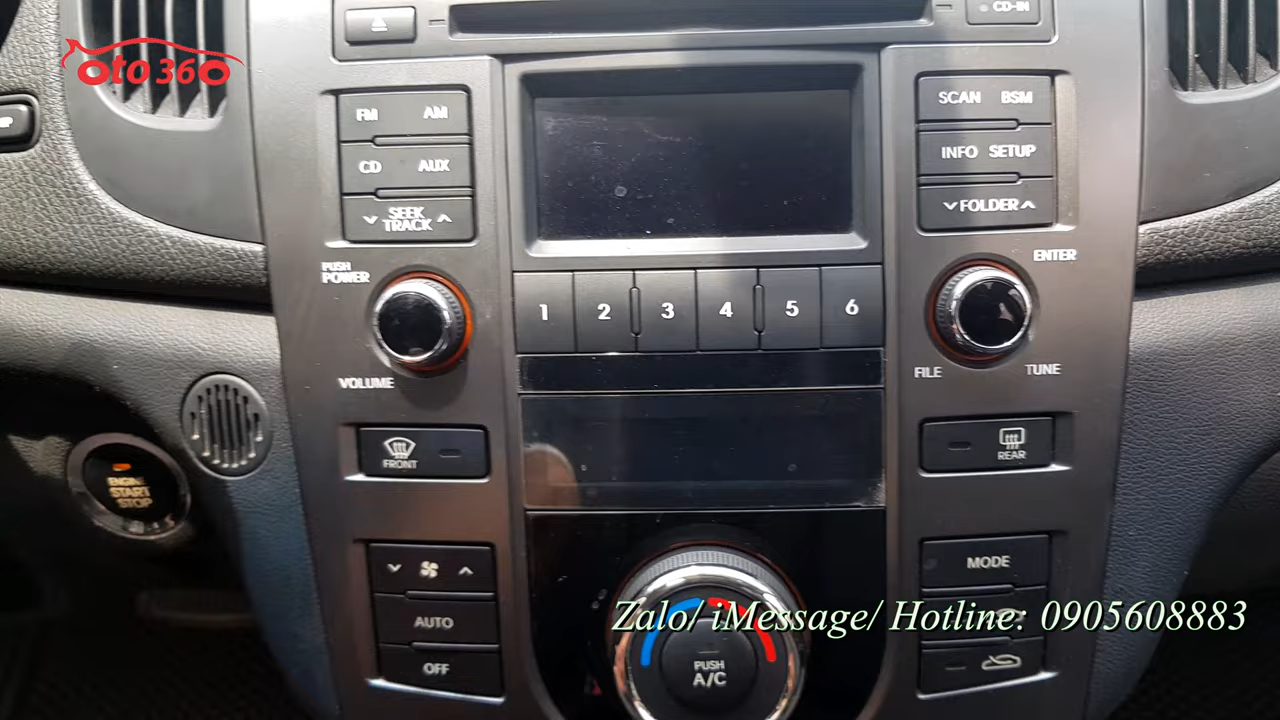 oto360
CD-IN
FM AM
CD AUX
SEEK
TRACK
SCAN BSM
INFO SETUP
FOLDER
PUSH
POWER
VOLUME
1 2 3 4 5 6
ENTER
FILE TUNE
FRONT
REAR
ENGINE
START
STOP
AUTO
OFF
MODE
Zalo/ iMessage/ Hotline: 0905608883
PUSH
A/C